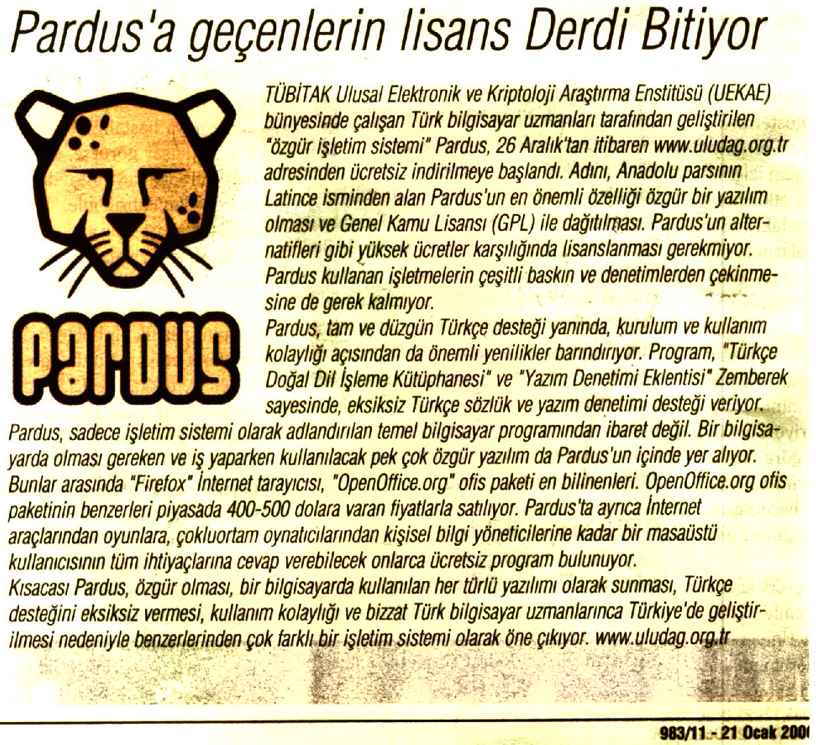 Pardus'a geçenlerin lisans Derdi Bitiyor
TÜBİTAK Ulusal Elektronik ve Kriptoloji Araştırma Enstitüsü (UEKAE)
bünyesinde çalışan Türk bilgisayar uzmanları tarafından geliştirilen
"özgür işletim sistemi" Pardus, 26 Aralık'tan itibaren www.uludag.org.tr
adresinden ücretsiz indirilmeye başlandı. Adını, Anadolu parsının
Latince isminden alan Pardus'un en önemli özelliği özgür bir yazılım
olması ve Genel Kamu Lisansı (GPL) ile dağıtılması. Pardus'un alter-
natifleri gibi yüksek ücretler karşılığında lisanslanması gerekmiyor.
Pardus kullanan işletmelerin çeşitli baskın ve denetimlerden çekinme-
sine de gerek kalmıyor.
PARDUS
Pardus, tam ve düzgün Türkçe desteği yanında, kurulum ve kullanım
kolaylığı açısından da önemli yenilikler barındırıyor. Program, "Türkçe
Doğal Dil İşleme Kütüphanesi" ve "Yazım Denetimi Eklentisi" Zemberek
sayesinde, eksiksiz Türkçe sözlük ve yazım denetimi desteği veriyor.
Pardus, sadece işletim sistemi olarak adlandırılan temel bilgisayar programından ibaret değil. Bir bilgisa-
yarda olması gereken ve iş yaparken kullanılacak pek çok özgür yazılım da Pardus'un içinde yer alıyor.
Bunlar arasında "Firefox" İnternet tarayıcısı, "OpenOffice.org" ofis paketi en bilinenleri. OpenOffice.org ofis
paketinin benzerleri piyasada 400-500 dolara varan fiyatlarla satılıyor. Pardus'ta ayrıca İnternet
araçlarından oyunlara, çokluortam oynatıcılarından kişisel bilgi yöneticilerine kadar bir masaüstü
kullanıcısının tüm ihtiyaçlarına cevap verebilecek onlarca ücretsiz program bulunuyor.
Kısacası Pardus, özgür olması, bir bilgisayarda kullanılan her türlü yazılımı olarak sunması, Türkçe
desteğini eksiksiz vermesi, kullanım kolaylığı ve bizzat Türk bilgisayar uzmanlarınca Türkiye'de geliştir-
ilmesi nedeniyle benzerlerinden çok farklı bir işletim sistemi olarak öne çıkıyor. www.uludag.org.tr
983/11 - 21 Ocak